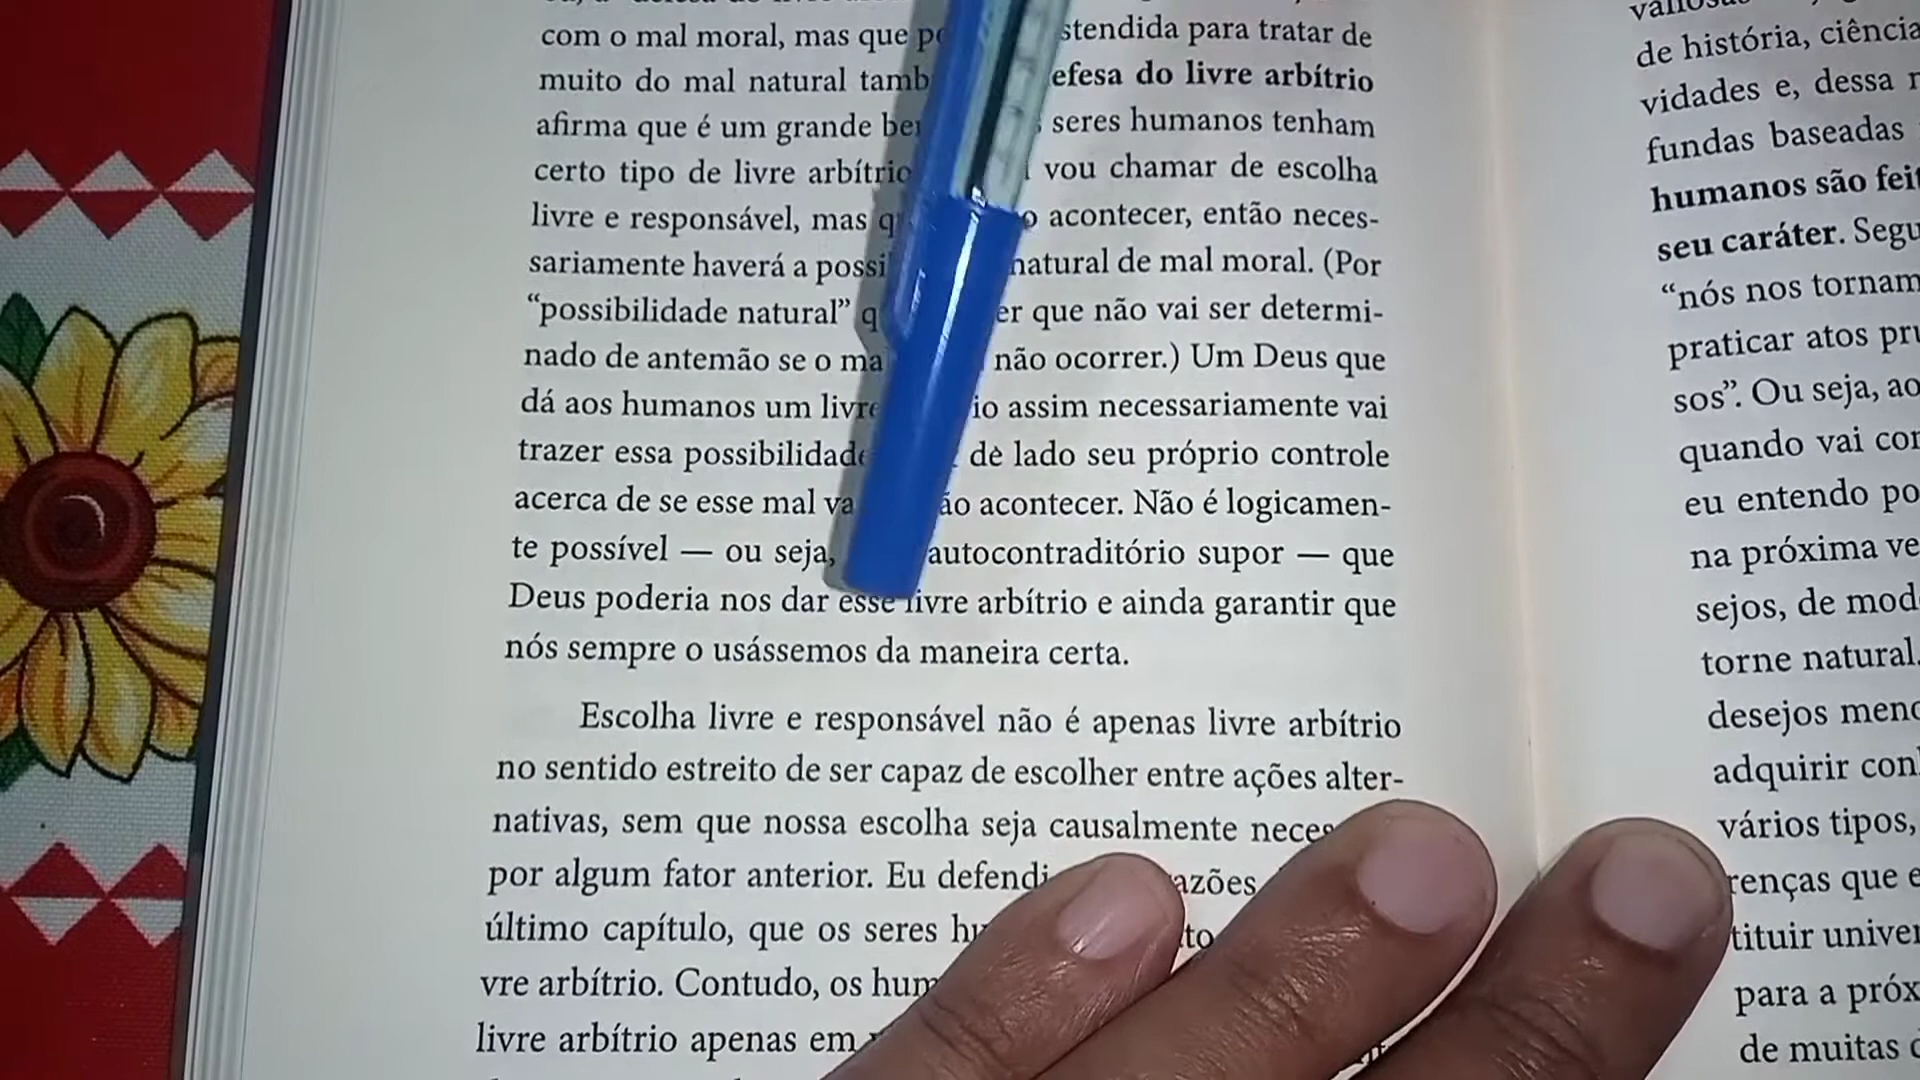 com o mal moral, mas que stendida para tratar de
muito do mal natural tamb efesa do livre arbítrio
afirma que é um grande be seres humanos tenham
certo tipo de livre arbítrio vou chamar de escolha
livre e responsável, mas q o acontecer, então neces-
sariamente haverá a possi natural de mal moral. (Por
“possibilidade natural” q er que não vai ser determi-
nado de antemão se o ma não ocorrer.) Um Deus que
dá aos humanos um livre io assim necessariamente vai
trazer essa possibilidade de lado seu próprio controle
acerca de se esse mal va ão acontecer. Não é logicamen-
te possível — ou seja, autocontraditório supor — que
Deus poderia nos dar esse livre arbítrio e ainda garantir que
nós sempre o usássemos da maneira certa.
Escolha livre e responsável não é apenas livre arbítrio
no sentido estreito de ser capaz de escolher entre ações alter-
nativas, sem que nossa escolha seja causalmente neces
por algum fator anterior. Eu defendi azões
último capítulo, que os seres hu to
vre arbítrio. Contudo, os hum
livre arbítrio apenas em
de história, ciência
vidades e, dessa
fundas baseadas
humanos são feit
seu caráter. Segu
“nós nos tornam
praticar atos pru
sos”. Ou seja, ao
quando vai con
eu entendo po
na próxima ve
sejos, de mod
torne natural.
desejos meno
adquirir con
vários tipos,
renças que e
tituir univer
para a próx
de muitas